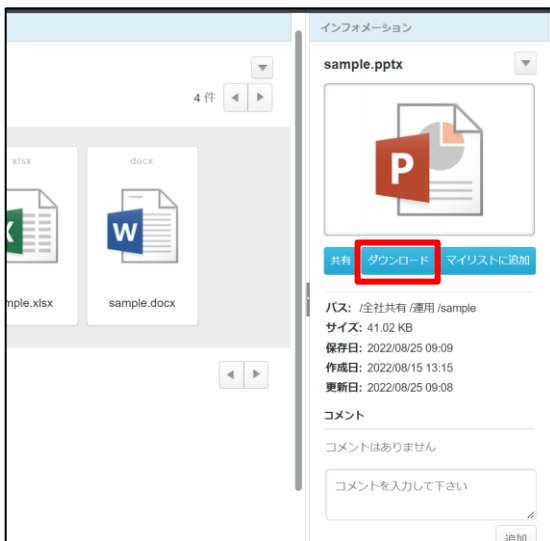 インフォメーション
sample.pptx
4 件
xlsx
docx
P
W
mple.xlsx
sample.docx
共有 ダウンロード マイリストに追加
パス: /全社共有 /運用 /sample
サイズ: 41.02 KB
保存日: 2022/08/25 09:09
作成日: 2022/08/15 13:15
更新日: 2022/08/25 09:08
コメント
コメントはありません
コメントを入力して下さい
追加